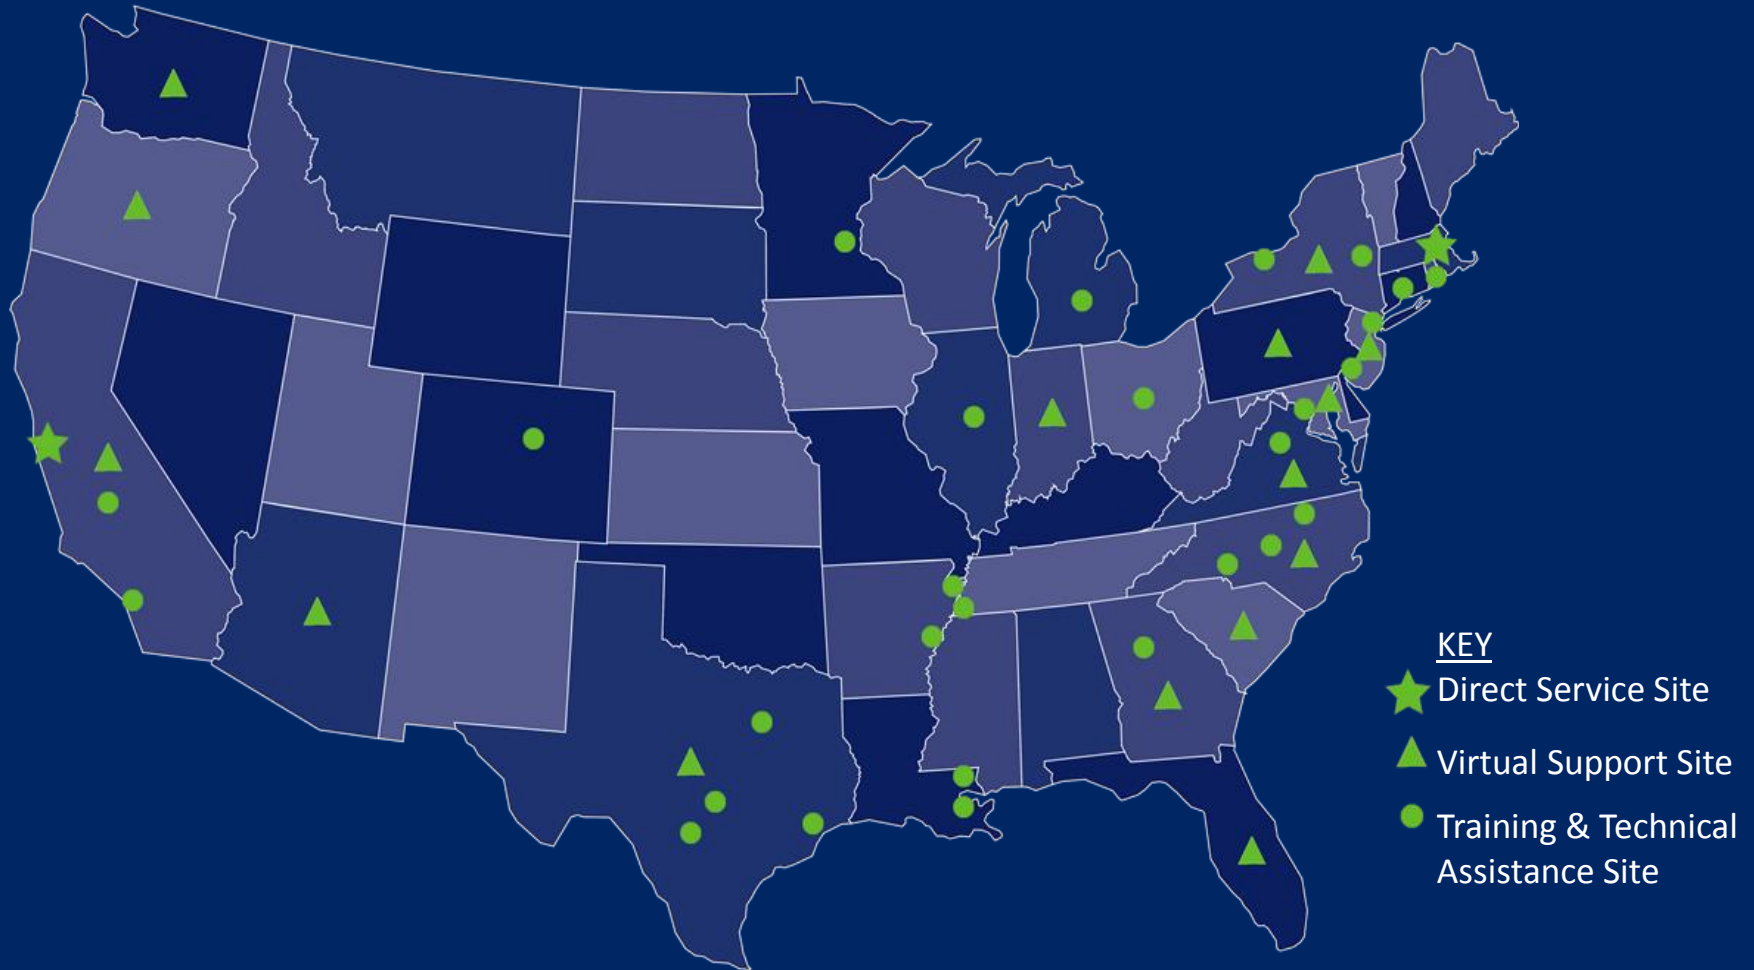 KEY
Direct Service Site
Virtual Support Site
Training & Technical
Assistance Site